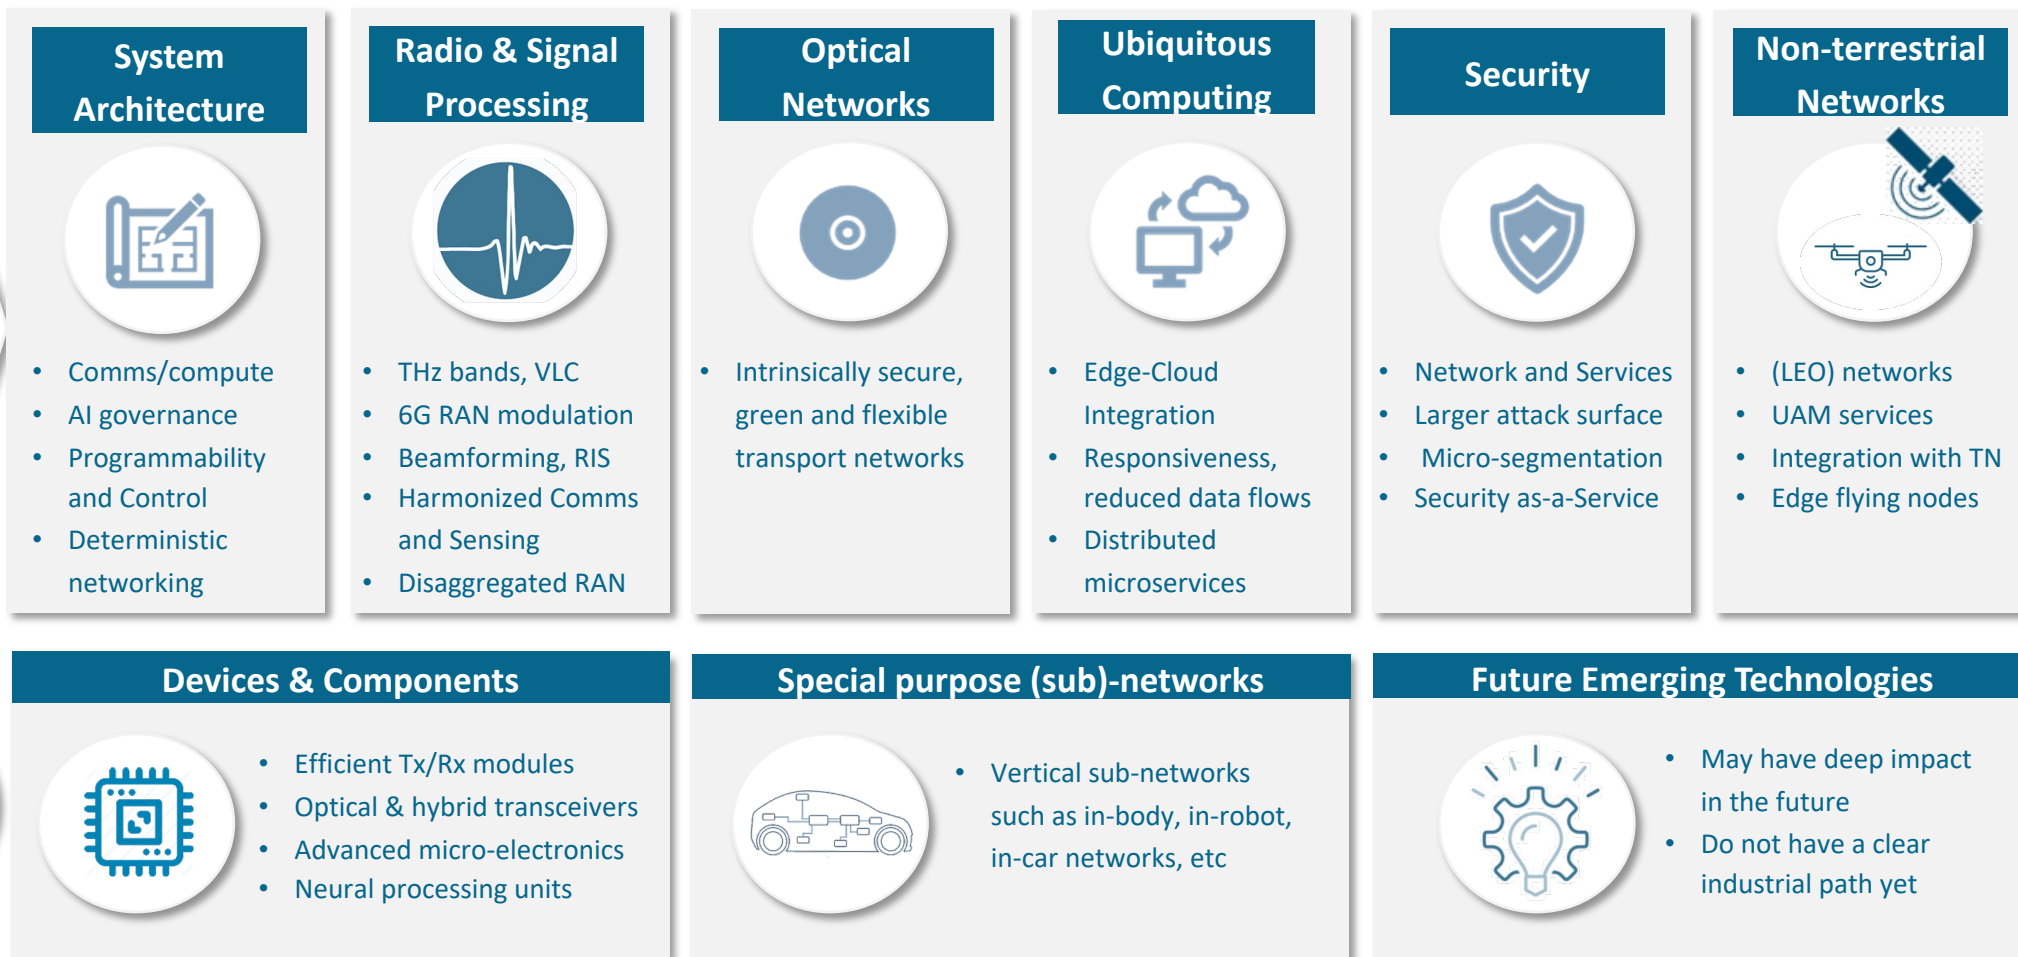 System
Architecture
• Comms/compute
• AI governance
• Programmability
and Control
• Deterministic
networking
Radio & Signal
Processing
• THz bands, VLC
• 6G RAN modulation
• Beamforming, RIS
• Harmonized Comms
and Sensing
• Disaggregated RAN
Optical
Networks
• Intrinsically secure,
green and flexible
transport networks
Ubiquitous
Computing
• Edge-Cloud
Integration
• Responsiveness,
reduced data flows
• Distributed
microservices
Security
• Network and Services
• Larger attack surface
• Micro-segmentation
• Security as-a-Service
Non-terrestrial
Networks
• (LEO) networks
• UAM services
• Integration with TN
• Edge flying nodes
Devices & Components
• Efficient Tx/Rx modules
• Optical & hybrid transceivers
• Advanced micro-electronics
• Neural processing units
Special purpose (sub)-networks
• Vertical sub-networks
such as in-body, in-robot,
in-car networks, etc
Future Emerging Technologies
• May have deep impact
in the future
• Do not have a clear
industrial path yet